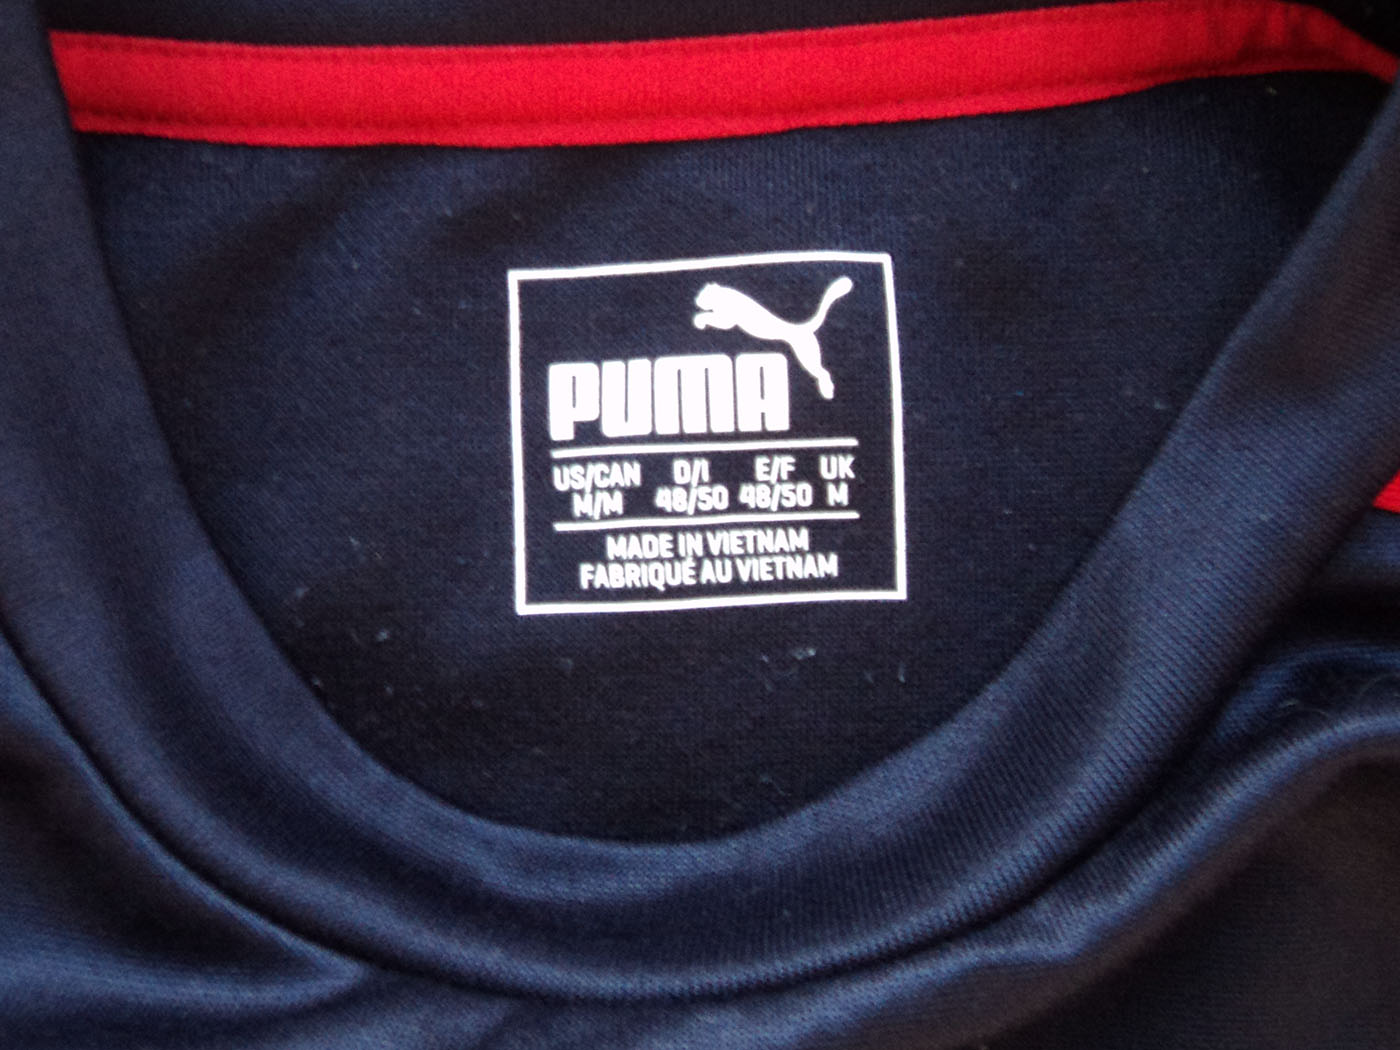 PUMA
US/CAN D/I E/F UK
M/M 48/50 48/50 M
MADE IN VIETNAM
FABRIQUÉ AU VIETNAM